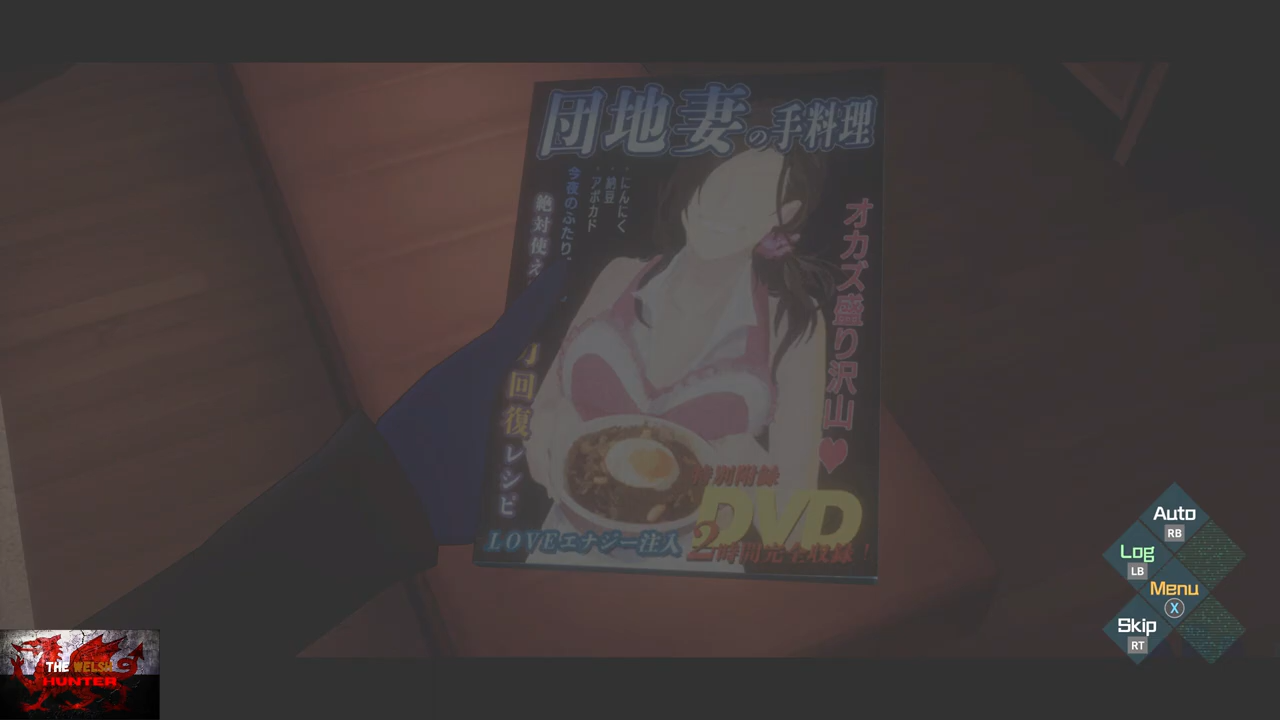 団地妻の手料理
オカズ盛り沢山♥
・にんにく
・納豆
・アボカド
今夜のふたり、
絶対使え
回復レシピ
特別附録
DVD
2時間完全収録！
LOVEエナジー注入
Auto
RB
Log
LB
Menu
X
Skip
RT
THE WELSH
HUNTER